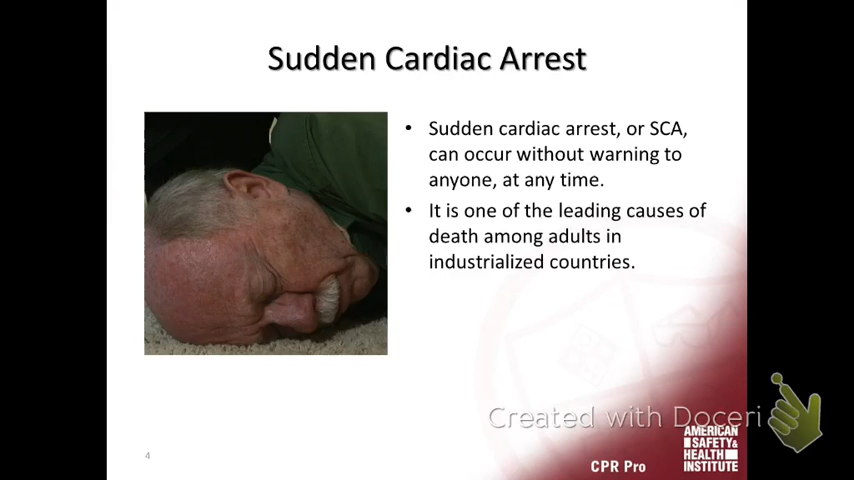 Sudden Cardiac Arrest
• Sudden cardiac arrest, or SCA,
can occur without warning to
anyone, at any time.
• It is one of the leading causes of
death among adults in
industrialized countries.
Created with Doceri
4
CPR Pro
AMERICAN
SAFETY&
HEALTH
INSTITUTE